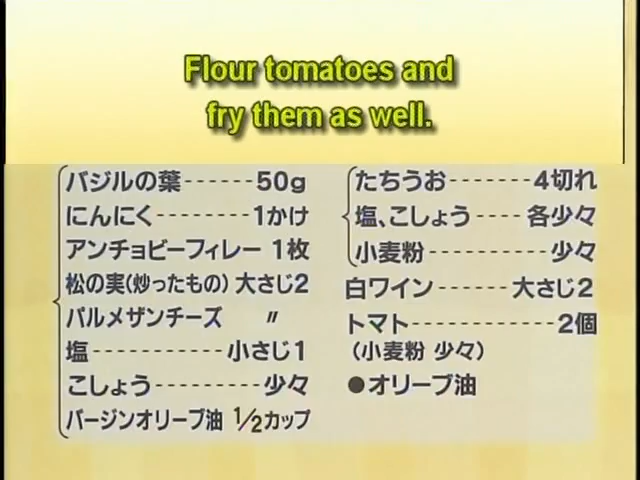 Flour tomatoes and
fry them as well.
バジルの葉------50g
にんにく--------1かけ
アンチョビーフィレー 1枚
松の実(炒ったもの) 大さじ2
パルメザンチーズ 〃
塩-----------小さじ1
こしょう---------少々
バージンオリーブ油 1/2カップ
たちうお-------4切れ
塩、こしょう----各少々
小麦粉----------少々
白ワイン------大さじ2
トマト------------2個
(小麦粉 少々)
●オリーブ油